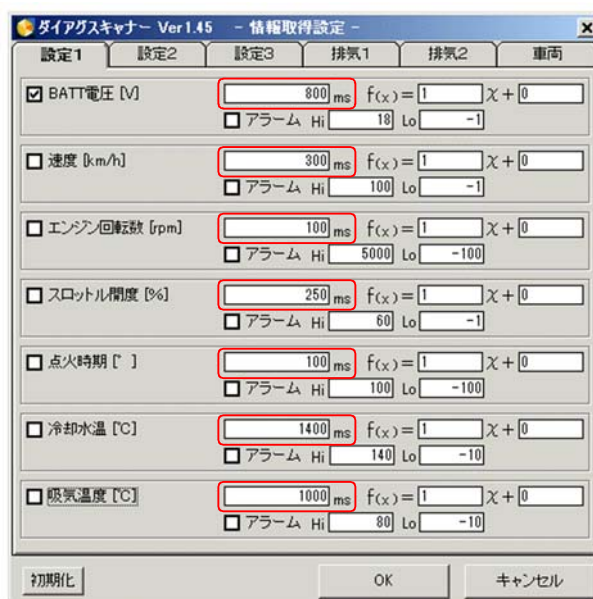 ダイアグスキャナー Ver1.45 - 情報取得設定 -
設定1 設定2 設定3 排気1 排気2 車両
BATT電圧 [V] 800 ms f(x)=1 χ+0
アラーム Hi 18 Lo -1
速度 [km/h] 300 ms f(x)=1 χ+0
アラーム Hi 100 Lo -1
エンジン回転数 [rpm] 100 ms f(x)=1 χ+0
アラーム Hi 5000 Lo -100
スロットル開度 [%] 250 ms f(x)=1 χ+0
アラーム Hi 60 Lo -1
点火時期 [° ] 100 ms f(x)=1 χ+0
アラーム Hi 100 Lo -100
冷却水温 [℃] 1400 ms f(x)=1 χ+0
アラーム Hi 140 Lo -10
吸気温度 [℃] 1000 ms f(x)=1 χ+0
アラーム Hi 80 Lo -10
初期化 OK キャンセル